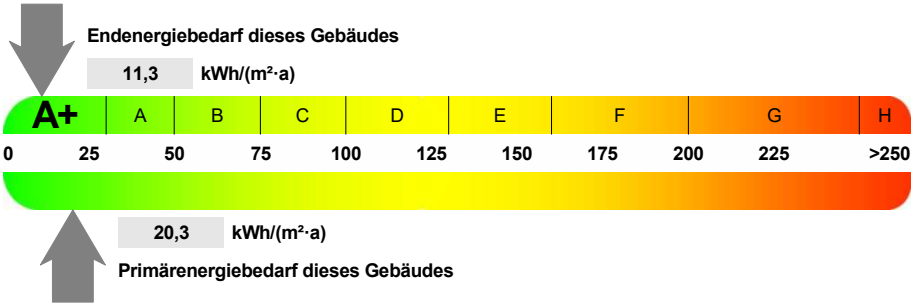 Endenergiebedarf dieses Gebäudes
11,3 kWh/(m²·a)
A+ A B C D E F G H
0 25 50 75 100 125 150 175 200 225 >250
20,3 kWh/(m²·a)
Primärenergiebedarf dieses Gebäudes